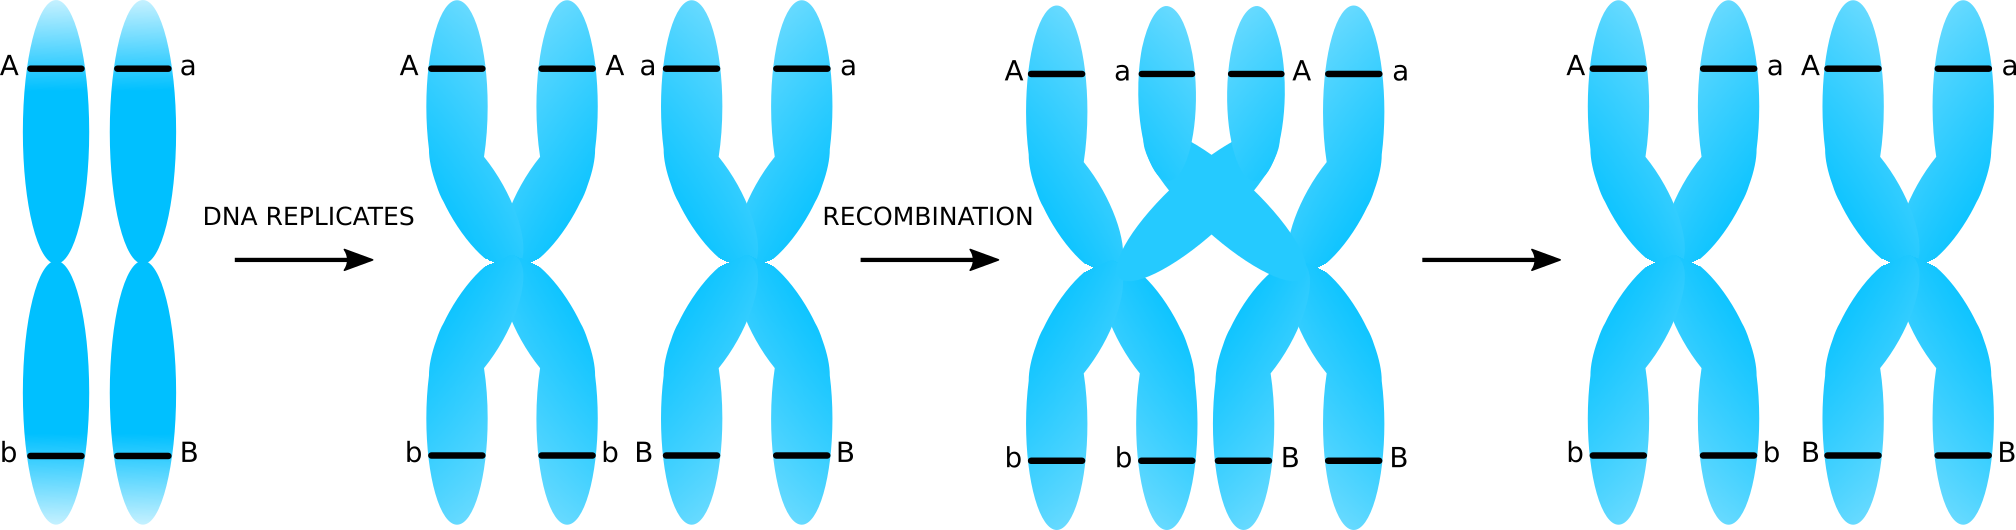 A a A A a a A a A a A a A a
DNA REPLICATES RECOMBINATION
b B b b B B b b B B b b B B